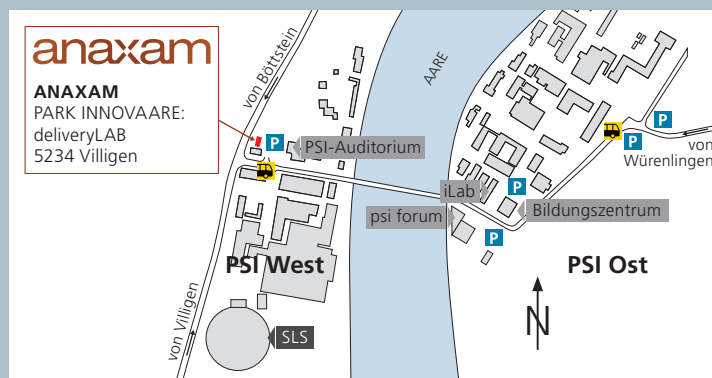 anaxam
ANAXAM
PARK INNOVAARE:
deliveryLAB
5234 Villigen
von Böttstein
AARE
P
PSI-Auditorium
P
P
von
Würenlingen
iLab
P
psi forum
Bildungszentrum
P
PSI West
PSI Ost
von Villigen
N
SLS